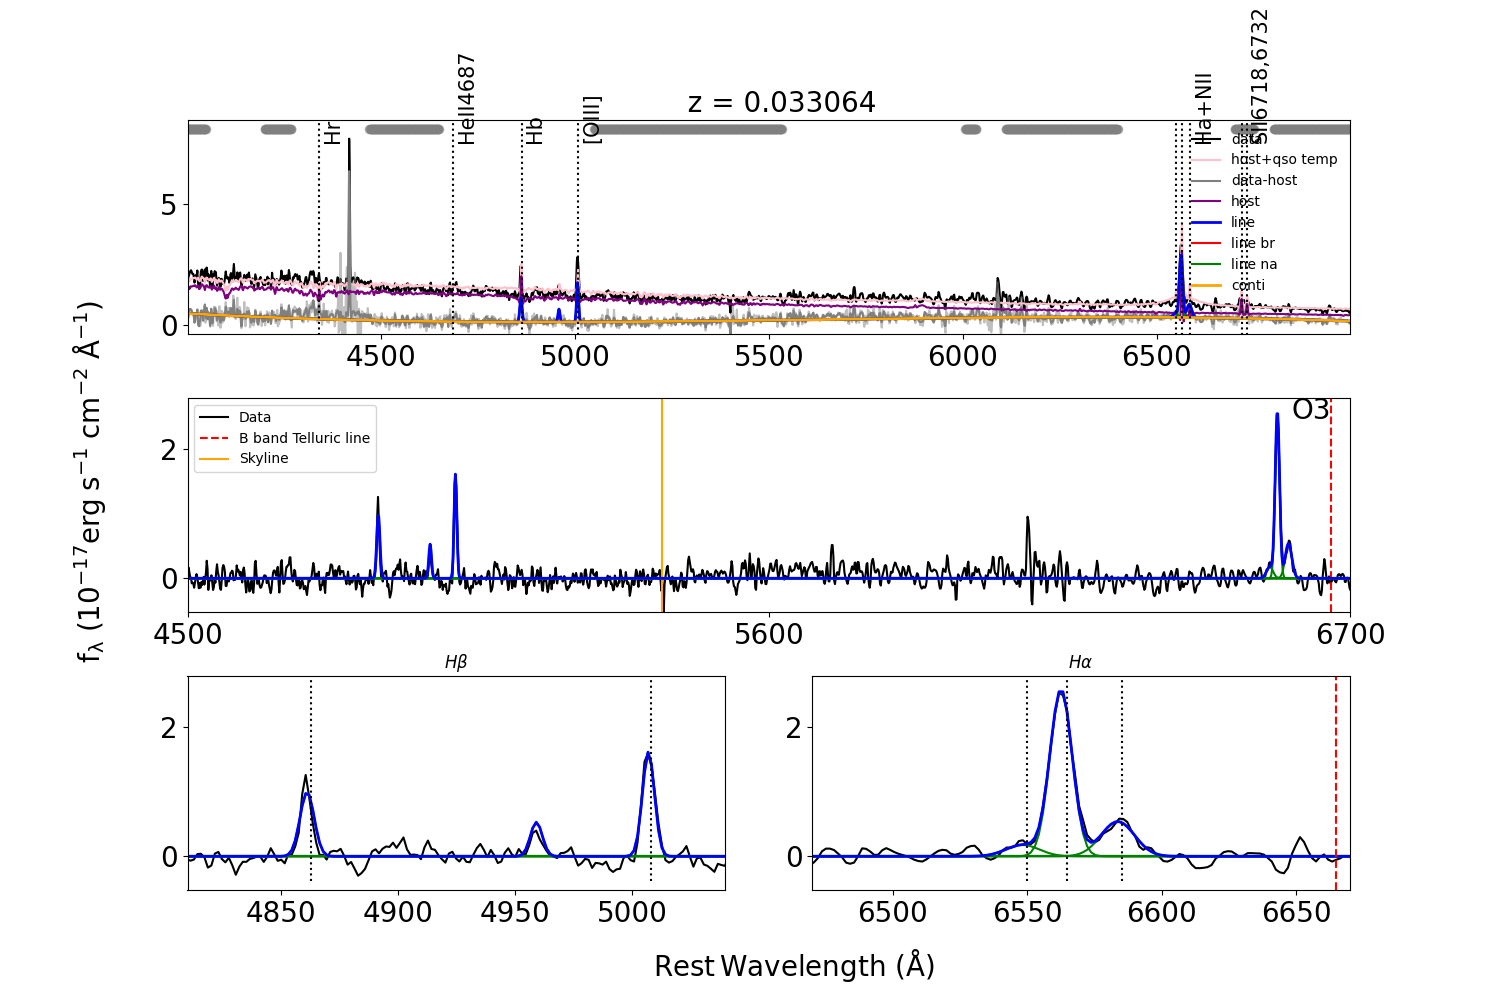 z = 0.033064
Hr
HeII4687
Hb
[OIII]
Ha+NII
SII6718,6732
data
host+qso temp
data-host
host
line
line br
line na
conti
5
0
4500
5000
5500
6000
6500
Data
B band Telluric line
Skyline
O3
2
0
4500
5600
6700
fλ (10−17erg s−1 cm−2 Å−1)
Hβ
2
0
4850
4900
4950
5000
Hα
2
0
6500
6550
6600
6650
Rest Wavelength (Å)